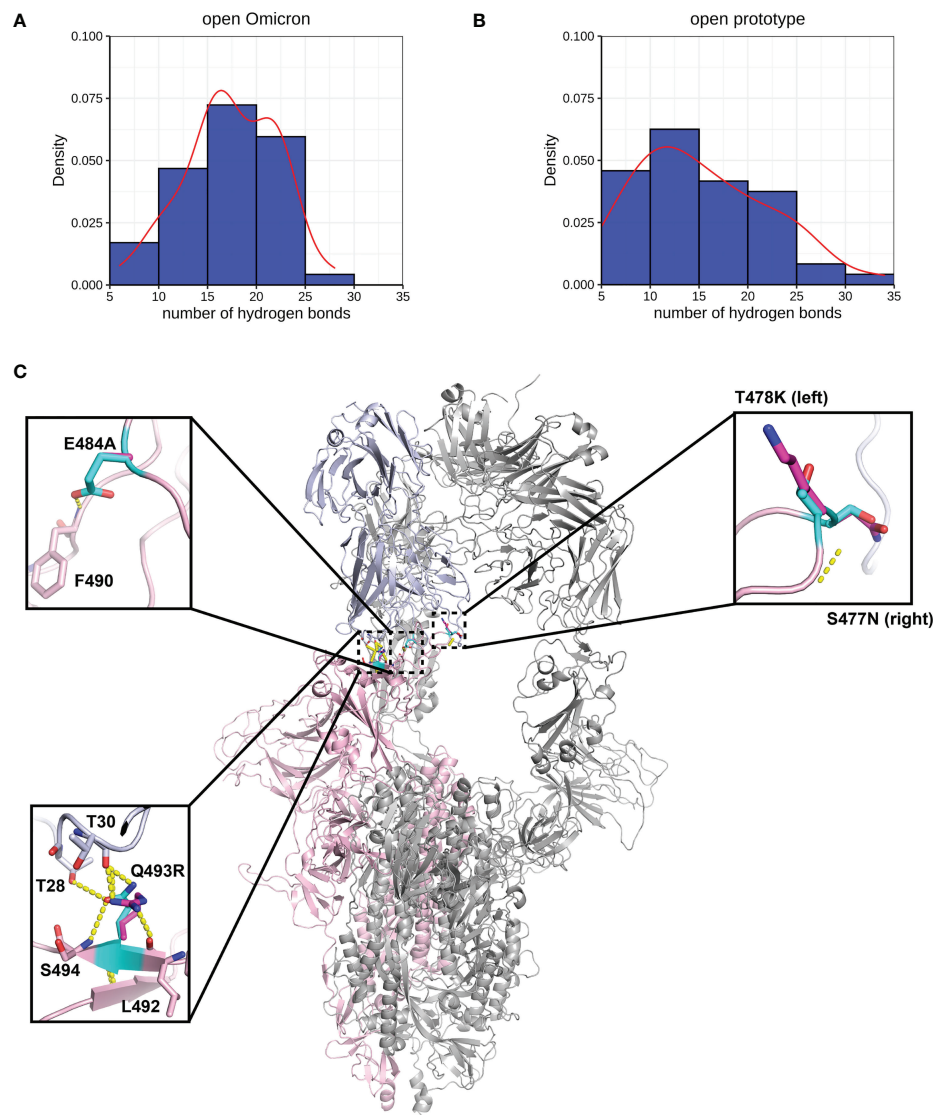 A
open Omicron
0.100
0.075
0.050
0.025
0.000
Density
5 10 15 20 25 30 35
number of hydrogen bonds
B
open prototype
0.100
0.075
0.050
0.025
0.000
Density
5 10 15 20 25 30 35
number of hydrogen bonds
C
E484A
F490
T478K (left)
S477N (right)
T30
Q493R
T28
S494
L492